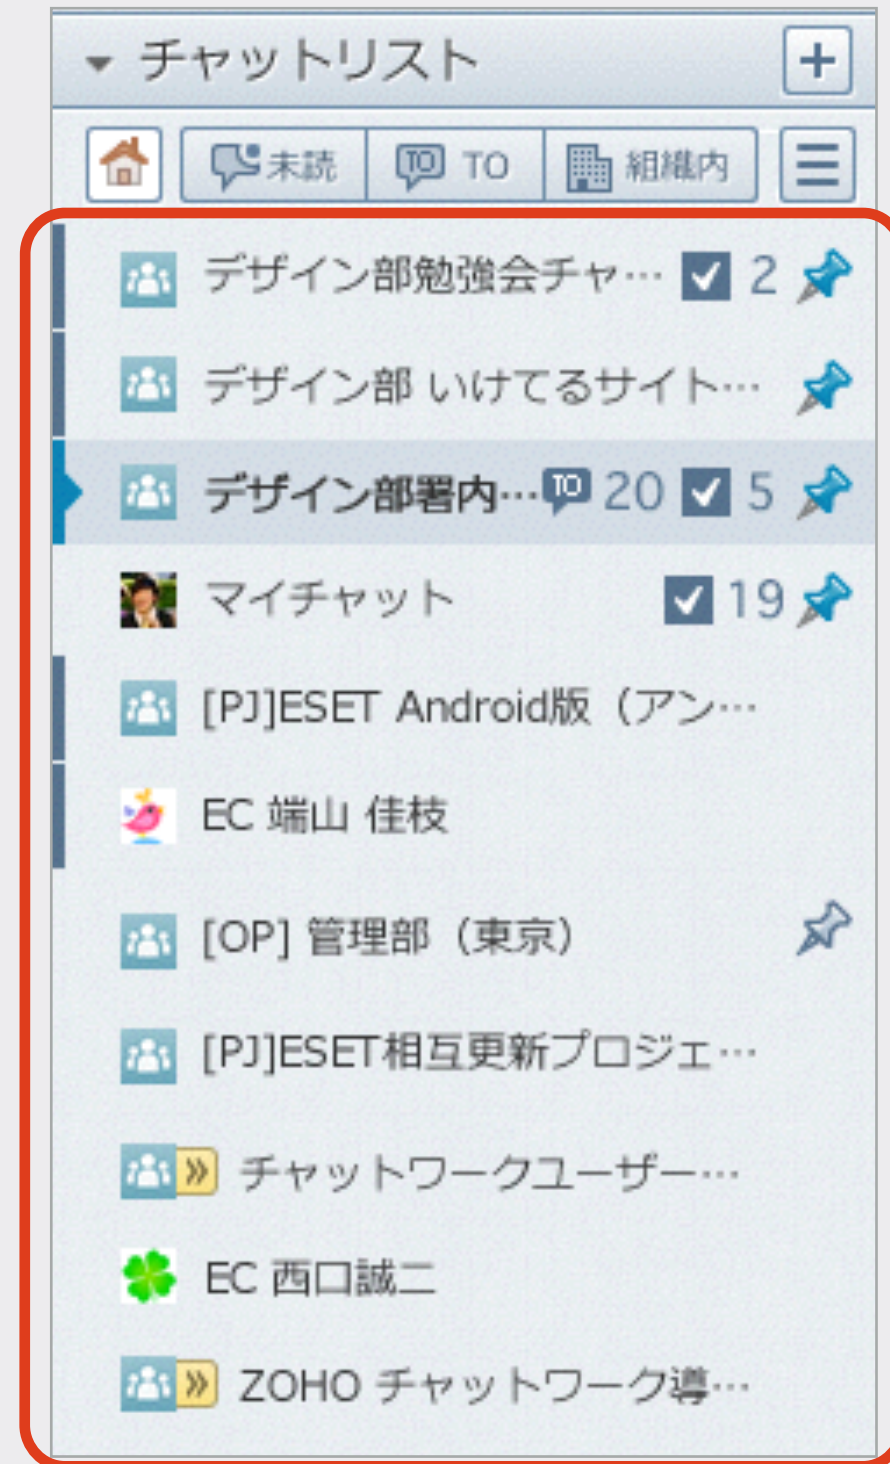 チャットリスト
未読 TO TO 組織内
デザイン部勉強会チャ… 2
デザイン部 いけてるサイト…
デザイン部署内… TO 20 5
マイチャット 19
[PJ]ESET Android版（アン…
EC 端山 佳枝
[OP] 管理部（東京）
[PJ]ESET相互更新プロジェ…
チャットワークユーザー…
EC 西口誠二
ZOHO チャットワーク導…